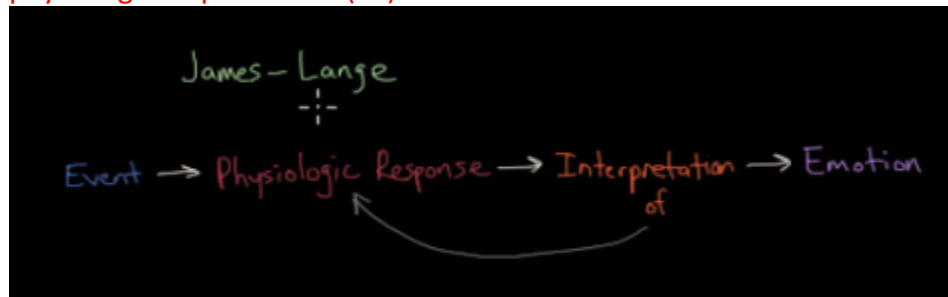 James-Lange
Event → Physiologic Response → Interpretation → Emotion
of